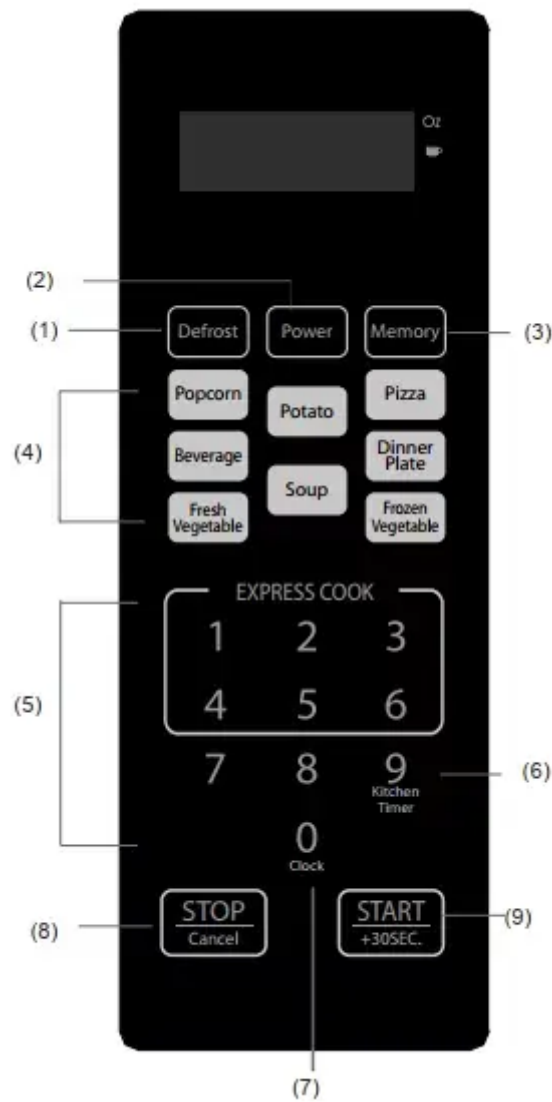 Oz
(2)
(1)
Defrost
Power
Memory
(3)
(4)
Popcorn
Potato
Pizza
Beverage
Dinner
Plate
Soup
Fresh
Vegetable
Frozen
Vegetable
EXPRESS COOK
(5)
1 2 3
4 5 6
7 8 9
Kitchen
Timer
(6)
0
Clock
(8)
STOP
Cancel
START
+30SEC.
(9)
(7)